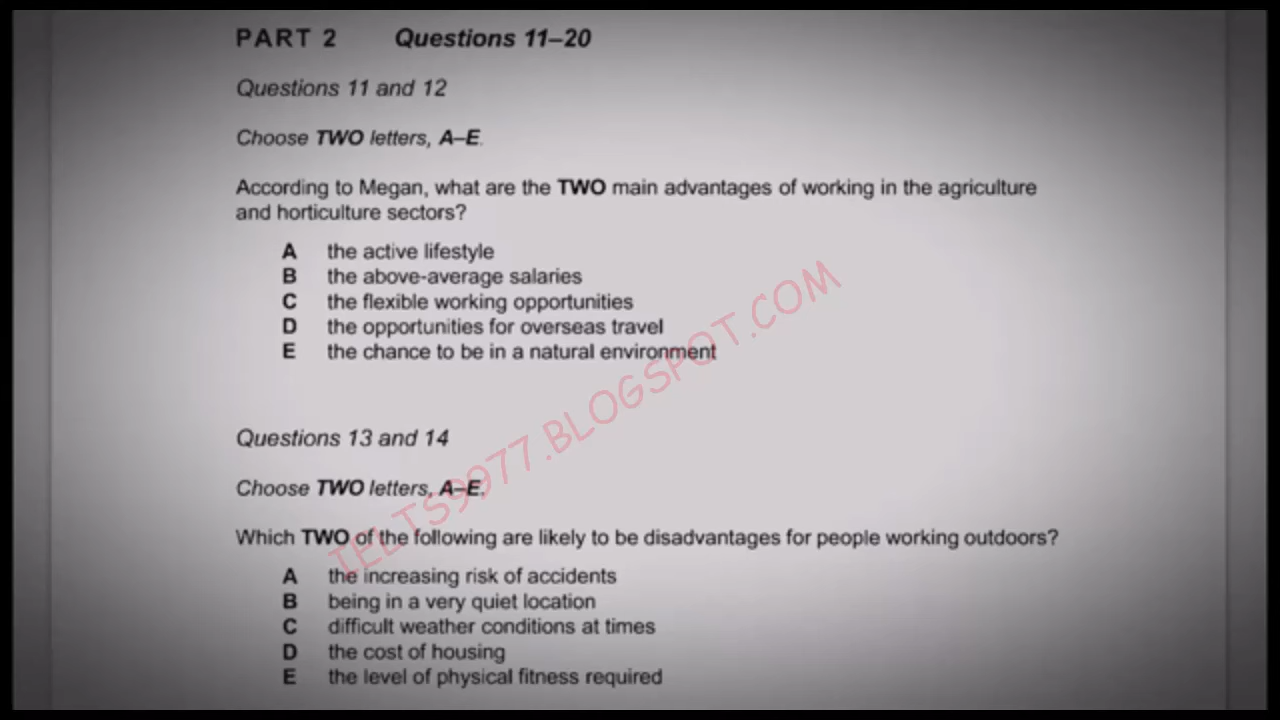 PART 2 Questions 11–20
Questions 11 and 12
Choose TWO letters, A–E.
According to Megan, what are the TWO main advantages of working in the agriculture
and horticulture sectors?
A the active lifestyle
B the above-average salaries
C the flexible working opportunities
D the opportunities for overseas travel
E the chance to be in a natural environment
IELTS9977.BLOGSPOT.COM
Questions 13 and 14
Choose TWO letters, A–E.
Which TWO of the following are likely to be disadvantages for people working outdoors?
A the increasing risk of accidents
B being in a very quiet location
C difficult weather conditions at times
D the cost of housing
E the level of physical fitness required